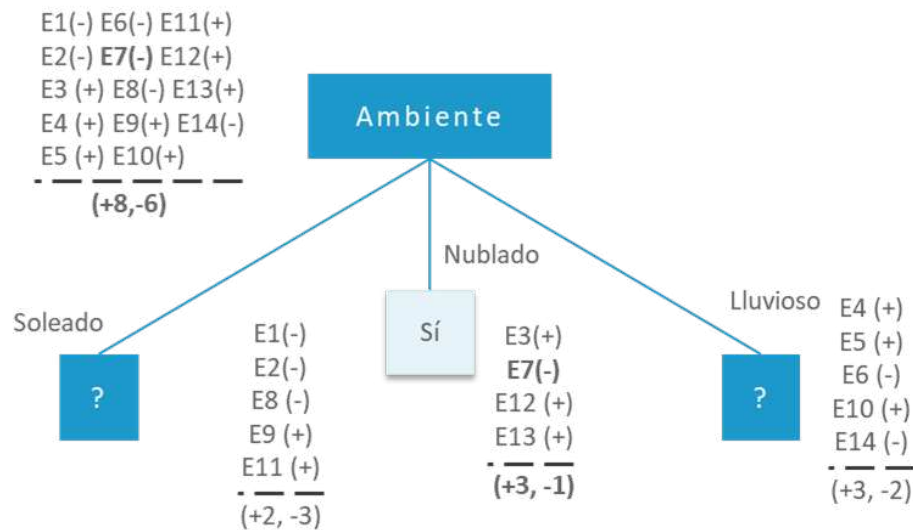 E1(-) E6(-) E11(+)
E2(-) E7(-) E12(+)
E3 (+) E8(-) E13(+)
E4 (+) E9(+) E14(-)
E5 (+) E10(+)
(+8,-6)
Ambiente
Soleado
Nublado
Lluvioso
?
E1(-)
E2(-)
E8 (-)
E9 (+)
E11 (+)
(+2, -3)
Sí
E3(+)
E7(-)
E12 (+)
E13 (+)
(+3, -1)
?
E4 (+)
E5 (+)
E6 (-)
E10 (+)
E14 (-)
(+3, -2)